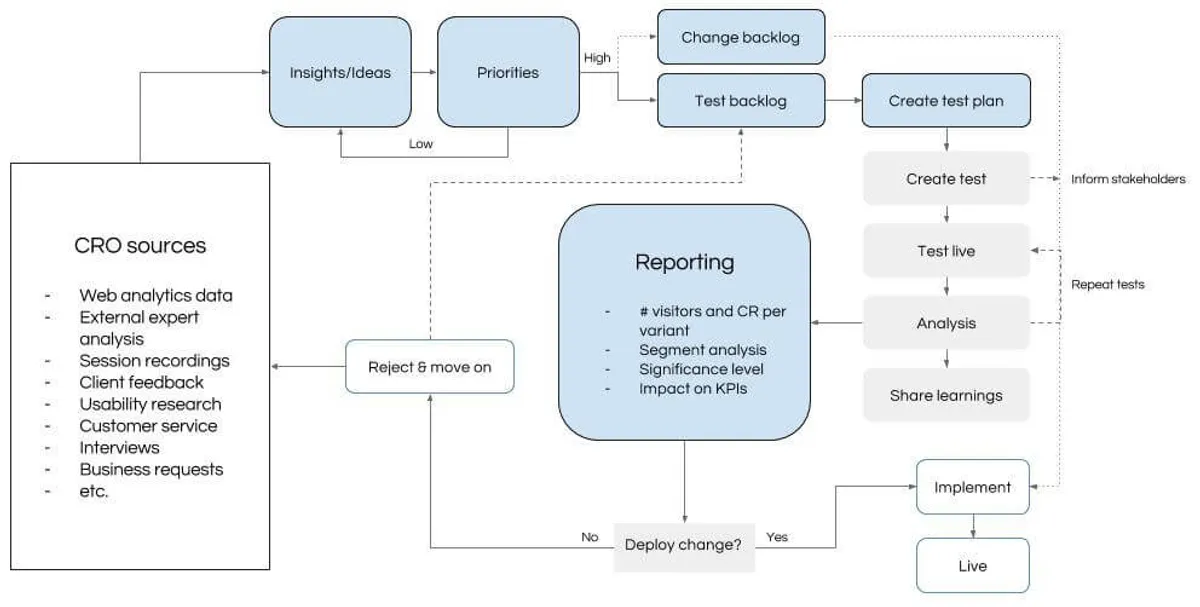 Insights/Ideas
Priorities
High
Low
Change backlog
Test backlog
Create test plan
Create test
Inform stakeholders
Test live
Repeat tests
Analysis
Share learnings
CRO sources
- Web analytics data
- External expert
analysis
- Session recordings
- Client feedback
- Usability research
- Customer service
- Interviews
- Business requests
- etc.
Reject & move on
Reporting
- # visitors and CR per
variant
- Segment analysis
- Significance level
- Impact on KPIs
No
Deploy change?
Yes
Implement
Live